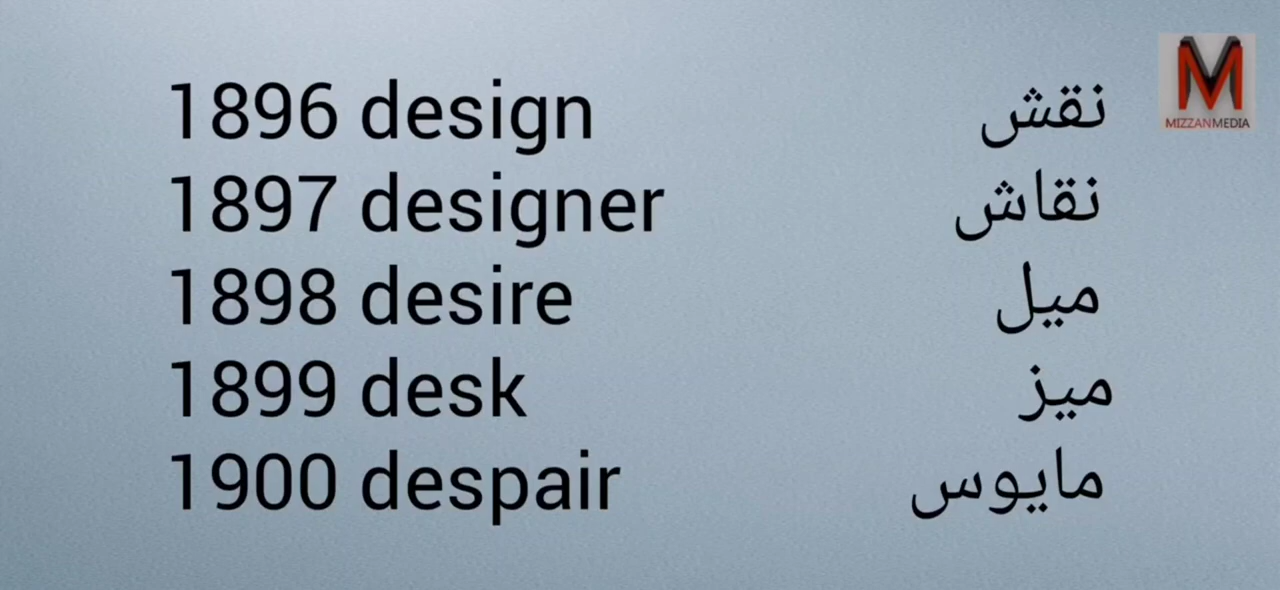 1896 design نقش
1897 designer نقاش
1898 desire میل
1899 desk میز
1900 despair مایوس
MIZZANMEDIA